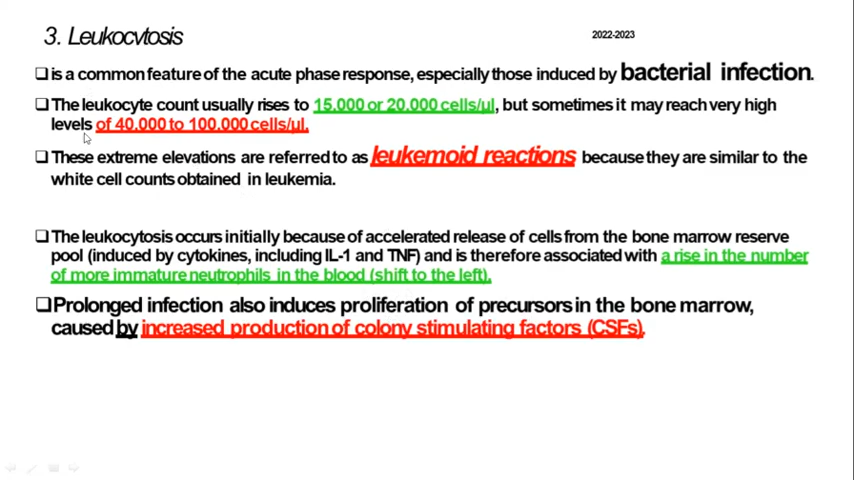 3. Leukocytosis
2022-2023
❑is a common feature of the acute phase response, especially those induced by bacterial infection.
❑The leukocyte count usually rises to 15.000 or 20.000 cells/µl, but sometimes it may reach very high
levels of 40.000 to 100.000 cells/µl.
❑These extreme elevations are referred to as leukemoid reactions because they are similar to the
white cell counts obtained in leukemia.
❑The leukocytosis occurs initially because of accelerated release of cells from the bone marrow reserve
pool (induced by cytokines, including IL-1 and TNF) and is therefore associated with a rise in the number
of more immature neutrophils in the blood (shift to the left).
❑Prolonged infection also induces proliferation of precursors in the bone marrow,
caused by increased production of colony stimulating factors (CSFs).